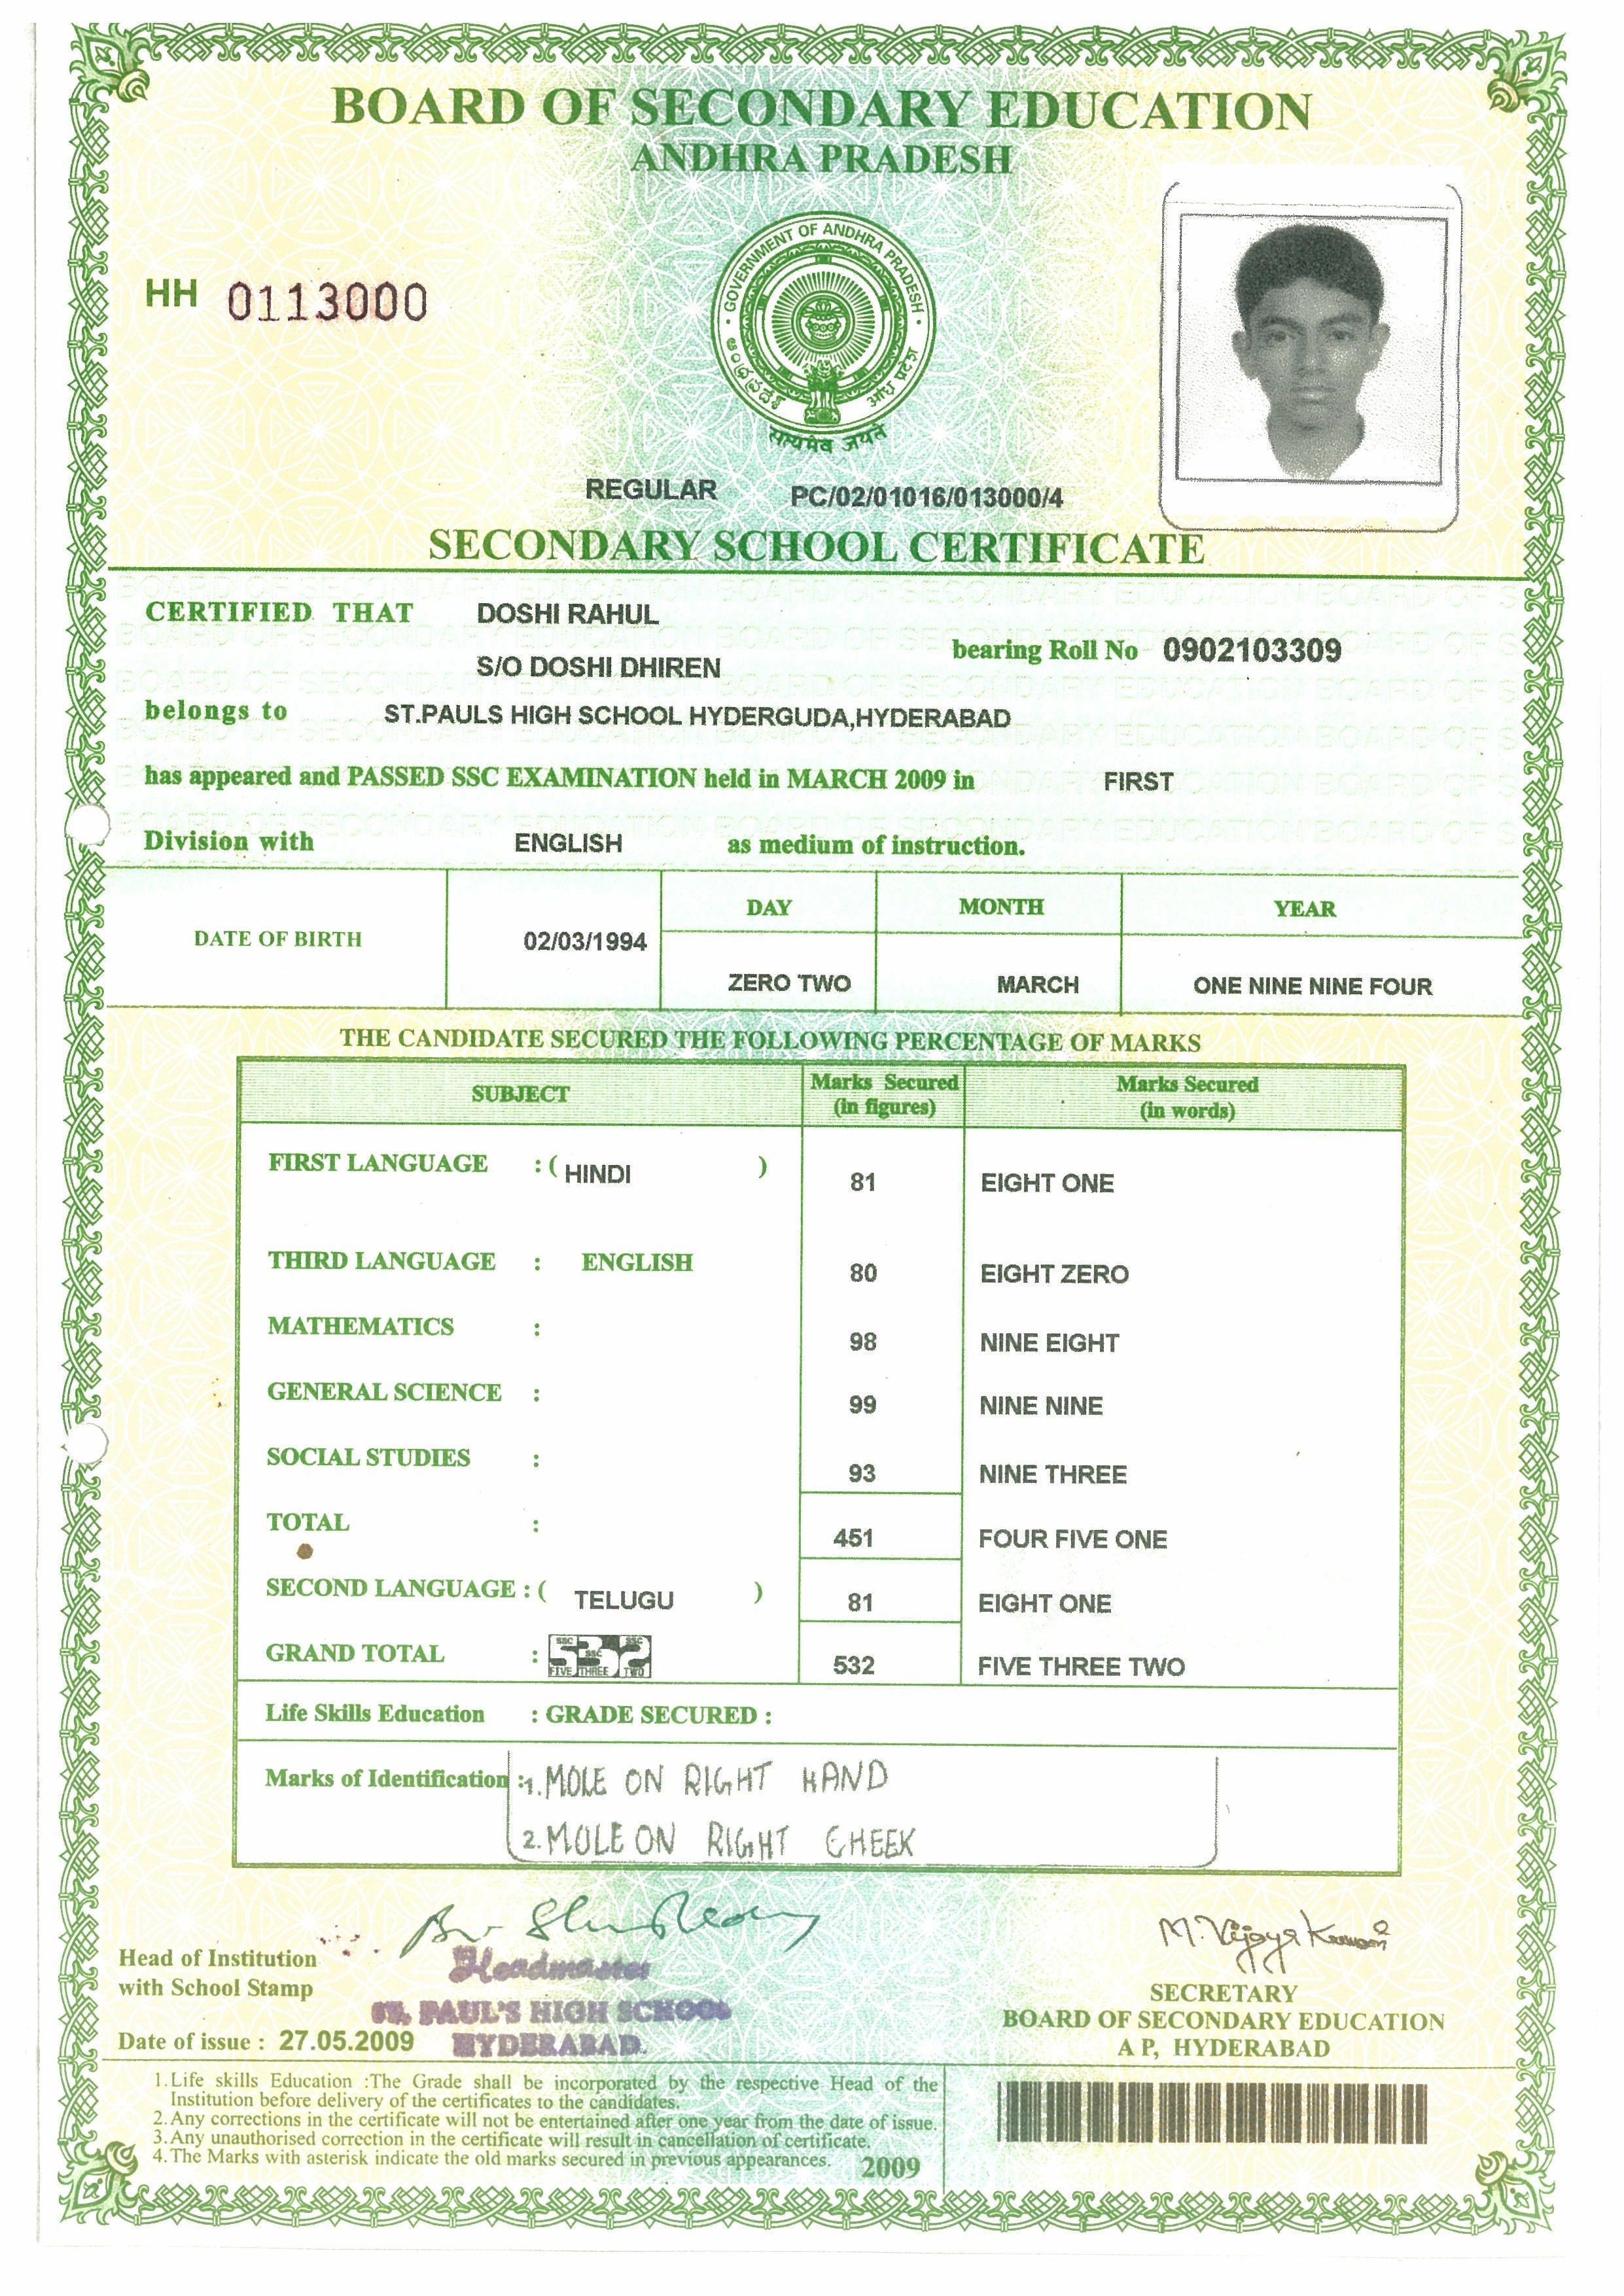 BOARD OF SECONDARY EDUCATION
ANDHRA PRADESH
GOVERNMENT OF ANDHRA PRADESH
ఆంధ్రప్రదేశ్
आंध्र प्रदेश
सत्यमेव जयते
HH 0113000
REGULAR PC/02/01016/013000/4
SECONDARY SCHOOL CERTIFICATE
CERTIFIED THAT DOSHI RAHUL
S/O DOSHI DHIREN bearing Roll No 0902103309
belongs to ST.PAULS HIGH SCHOOL HYDERGUDA,HYDERABAD
has appeared and PASSED SSC EXAMINATION held in MARCH 2009 in FIRST
Division with ENGLISH as medium of instruction.
DAY MONTH YEAR
DATE OF BIRTH 02/03/1994
ZERO TWO MARCH ONE NINE NINE FOUR
THE CANDIDATE SECURED THE FOLLOWING PERCENTAGE OF MARKS
SUBJECT Marks Secured (in figures) Marks Secured (in words)
FIRST LANGUAGE : ( HINDI ) 81 EIGHT ONE
THIRD LANGUAGE : ENGLISH 80 EIGHT ZERO
MATHEMATICS : 98 NINE EIGHT
GENERAL SCIENCE : 99 NINE NINE
SOCIAL STUDIES : 93 NINE THREE
TOTAL : 451 FOUR FIVE ONE
SECOND LANGUAGE : ( TELUGU ) 81 EIGHT ONE
GRAND TOTAL : 532 FIVE THREE TWO 532 FIVE THREE TWO
Life Skills Education : GRADE SECURED :
Marks of Identification :1. MOLE ON RIGHT HAND
2. MOLE ON RIGHT CHEEK
M. Vijaya Kumari
Head of Institution
with School Stamp
Headmaster
ST. PAUL'S HIGH SCHOOL
HYDERABAD.
Date of issue : 27.05.2009
SECRETARY
BOARD OF SECONDARY EDUCATION
A P, HYDERABAD
1. Life skills Education :The Grade shall be incorporated by the respective Head of the
Institution before delivery of the certificates to the candidates.
2. Any corrections in the certificate will not be entertained after one year from the date of issue.
3. Any unauthorised correction in the certificate will result in cancellation of certificate.
4. The Marks with asterisk indicate the old marks secured in previous appearances. 2009